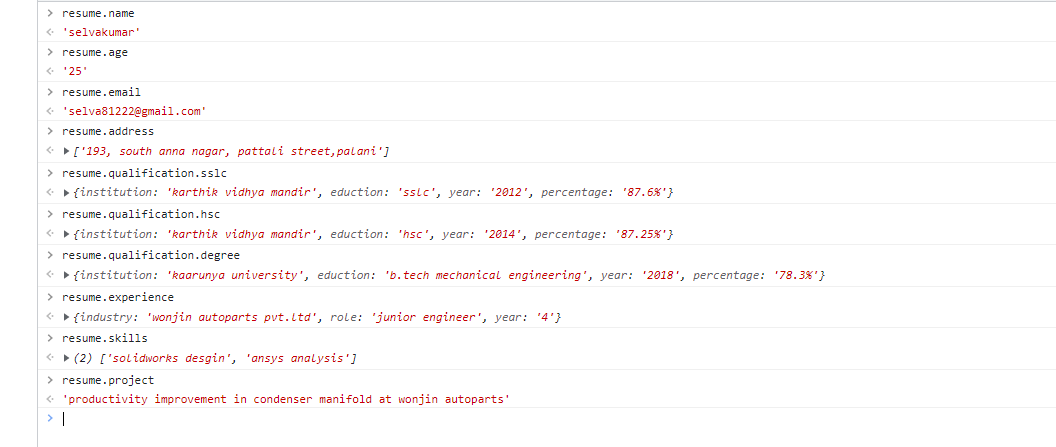 resume.name
'selvakumar'
resume.age
'25'
resume.email
'selva81222@gmail.com'
resume.address
['193, south anna nagar, pattali street,palani']
resume.qualification.sslc
{institution: 'karthik vidhya mandir', eduction: 'sslc', year: '2012', percentage: '87.6%'}
resume.qualification.hsc
{institution: 'karthik vidhya mandir', eduction: 'hsc', year: '2014', percentage: '87.25%'}
resume.qualification.degree
{institution: 'kaarunya university', eduction: 'b.tech mechanical engineering', year: '2018', percentage: '78.3%'}
resume.experience
{industry: 'wonjin autoparts pvt.ltd', role: 'junior engineer', year: '4'}
resume.skills
(2) ['solidworks desgin', 'ansys analysis']
resume.project
'productivity improvement in condenser manifold at wonjin autoparts'